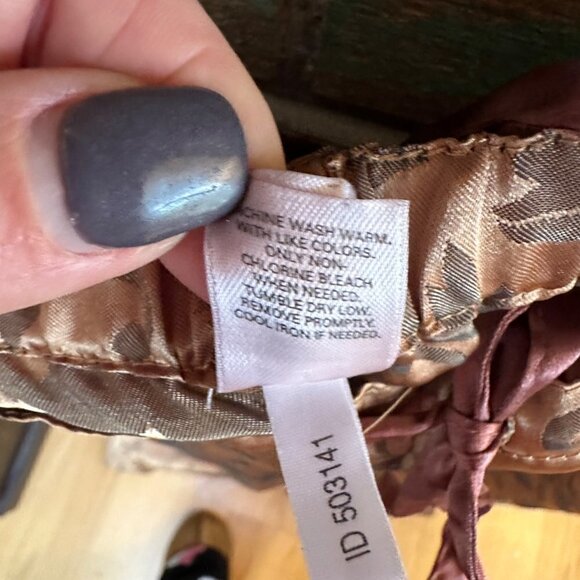 CHINE WASH WARM.
WITH LIKE COLORS.
ONLY NON.
CHLORINE BLEACH
WHEN NEEDED.
TUMBLE DRY LOW.
REMOVE PROMPTLY.
COOL IRON IF NEEDED.
ID 503141